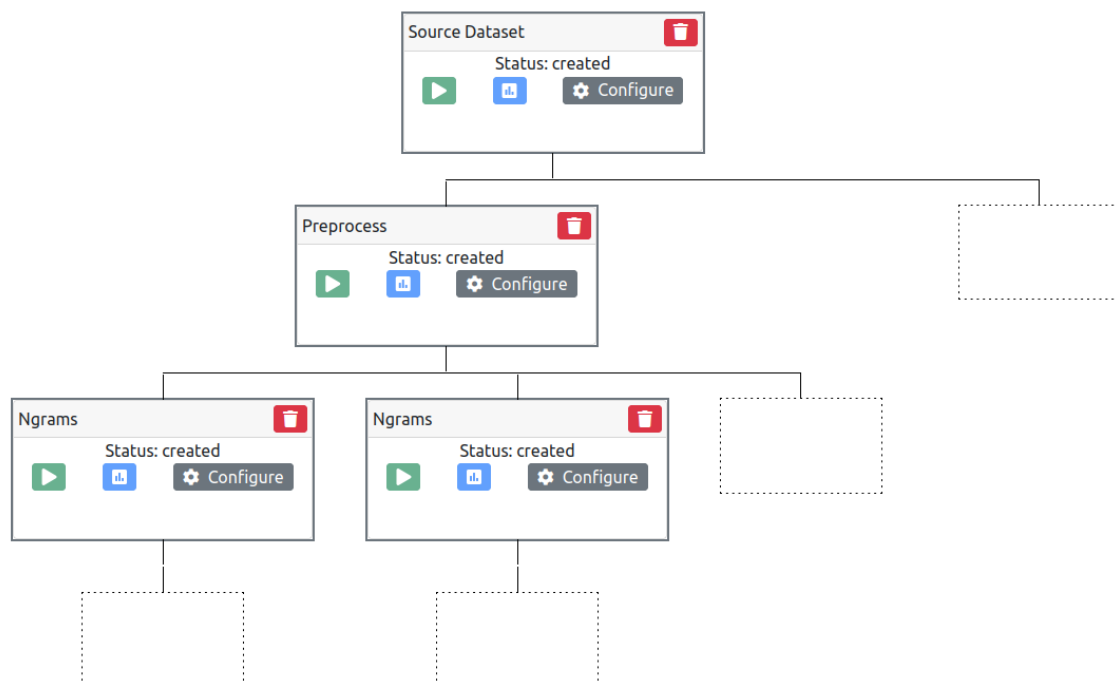 Source Dataset
Status: created
Configure
Preprocess
Status: created
Configure
Ngrams
Status: created
Configure
Ngrams
Status: created
Configure